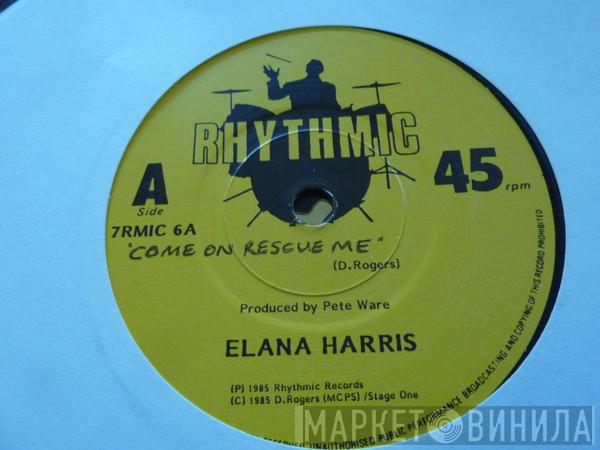 RHYTHMIC
A
Side
45 rpm
7RMIC 6A
"COME ON RESCUE ME"
(D.Rogers)
Produced by Pete Ware
ELANA HARRIS
(P) 1985 Rhythmic Records
(C) 1985 D.Rogers (MCPS) /Stage One
UNAUTHORISED PUBLIC PERFORMANCE BROADCASTING AND COPYING OF THIS RECORD PROHIBITED
МАРКЕТ ВИНИЛА